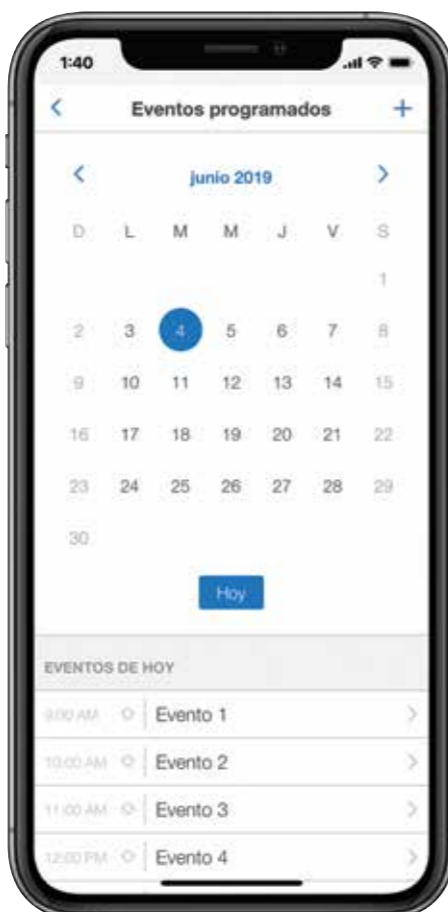 1:40
Eventos programados +
junio 2019
D L M M J V S
1
2 3 4 5 6 7 8
9 10 11 12 13 14 15
16 17 18 19 20 21 22
23 24 25 26 27 28 29
30
Hoy
EVENTOS DE HOY
9:00 AM Evento 1
10:00 AM Evento 2
11:00 AM Evento 3
12:00 PM Evento 4